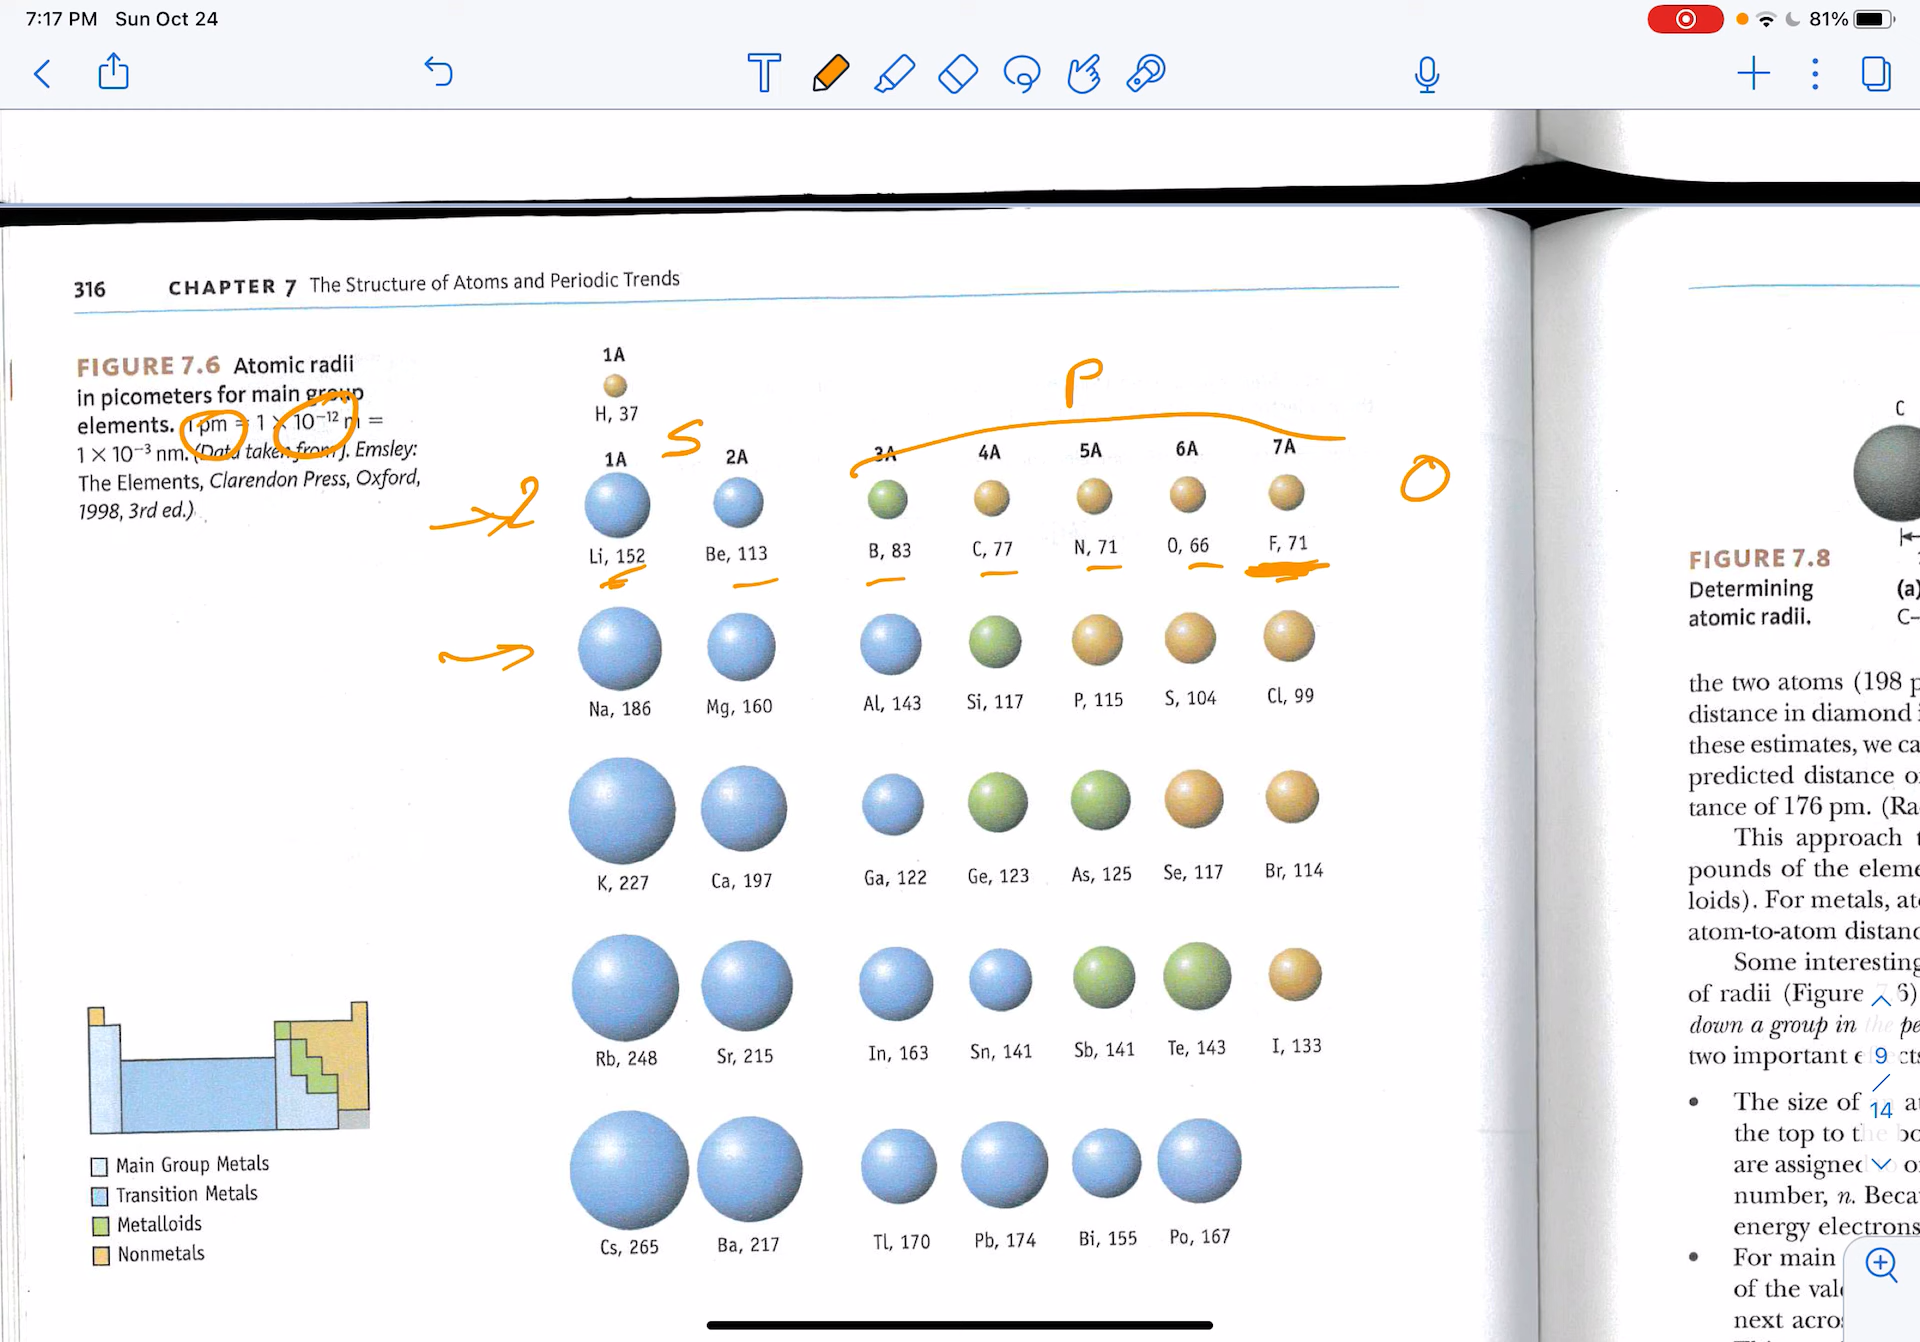 7:17 PM Sun Oct 24
81%
316 CHAPTER 7 The Structure of Atoms and Periodic Trends
FIGURE 7.6 Atomic radii
in picometers for main group
elements. 1 pm = 1 × 10⁻¹² m =
1 × 10⁻³ nm. (Data taken from J. Emsley:
The Elements, Clarendon Press, Oxford,
1998, 3rd ed.)
1A
H, 37
S
P
1A 2A 3A 4A 5A 6A 7A
2
Li, 152 Be, 113 B, 83 C, 77 N, 71 O, 66 F, 71
Na, 186 Mg, 160 Al, 143 Si, 117 P, 115 S, 104 Cl, 99
K, 227 Ca, 197 Ga, 122 Ge, 123 As, 125 Se, 117 Br, 114
Rb, 248 Sr, 215 In, 163 Sn, 141 Sb, 141 Te, 143 I, 133
Cs, 265 Ba, 217 Tl, 170 Pb, 174 Bi, 155 Po, 167
Main Group Metals
Transition Metals
Metalloids
Nonmetals
C
FIGURE 7.8
Determining
atomic radii.
(a)
C–
the two atoms (198 p
distance in diamond i
these estimates, we ca
predicted distance o
tance of 176 pm. (Ra
This approach t
pounds of the eleme
loids). For metals, at
atom-to-atom distanc
Some interesting
of radii (Figure 7.6)
down a group in the pe
two important e cts
9
/
14
• The size of at
the top to the bo
are assigned o
number, n. Beca
energy electrons
• For main
of the val
next acro